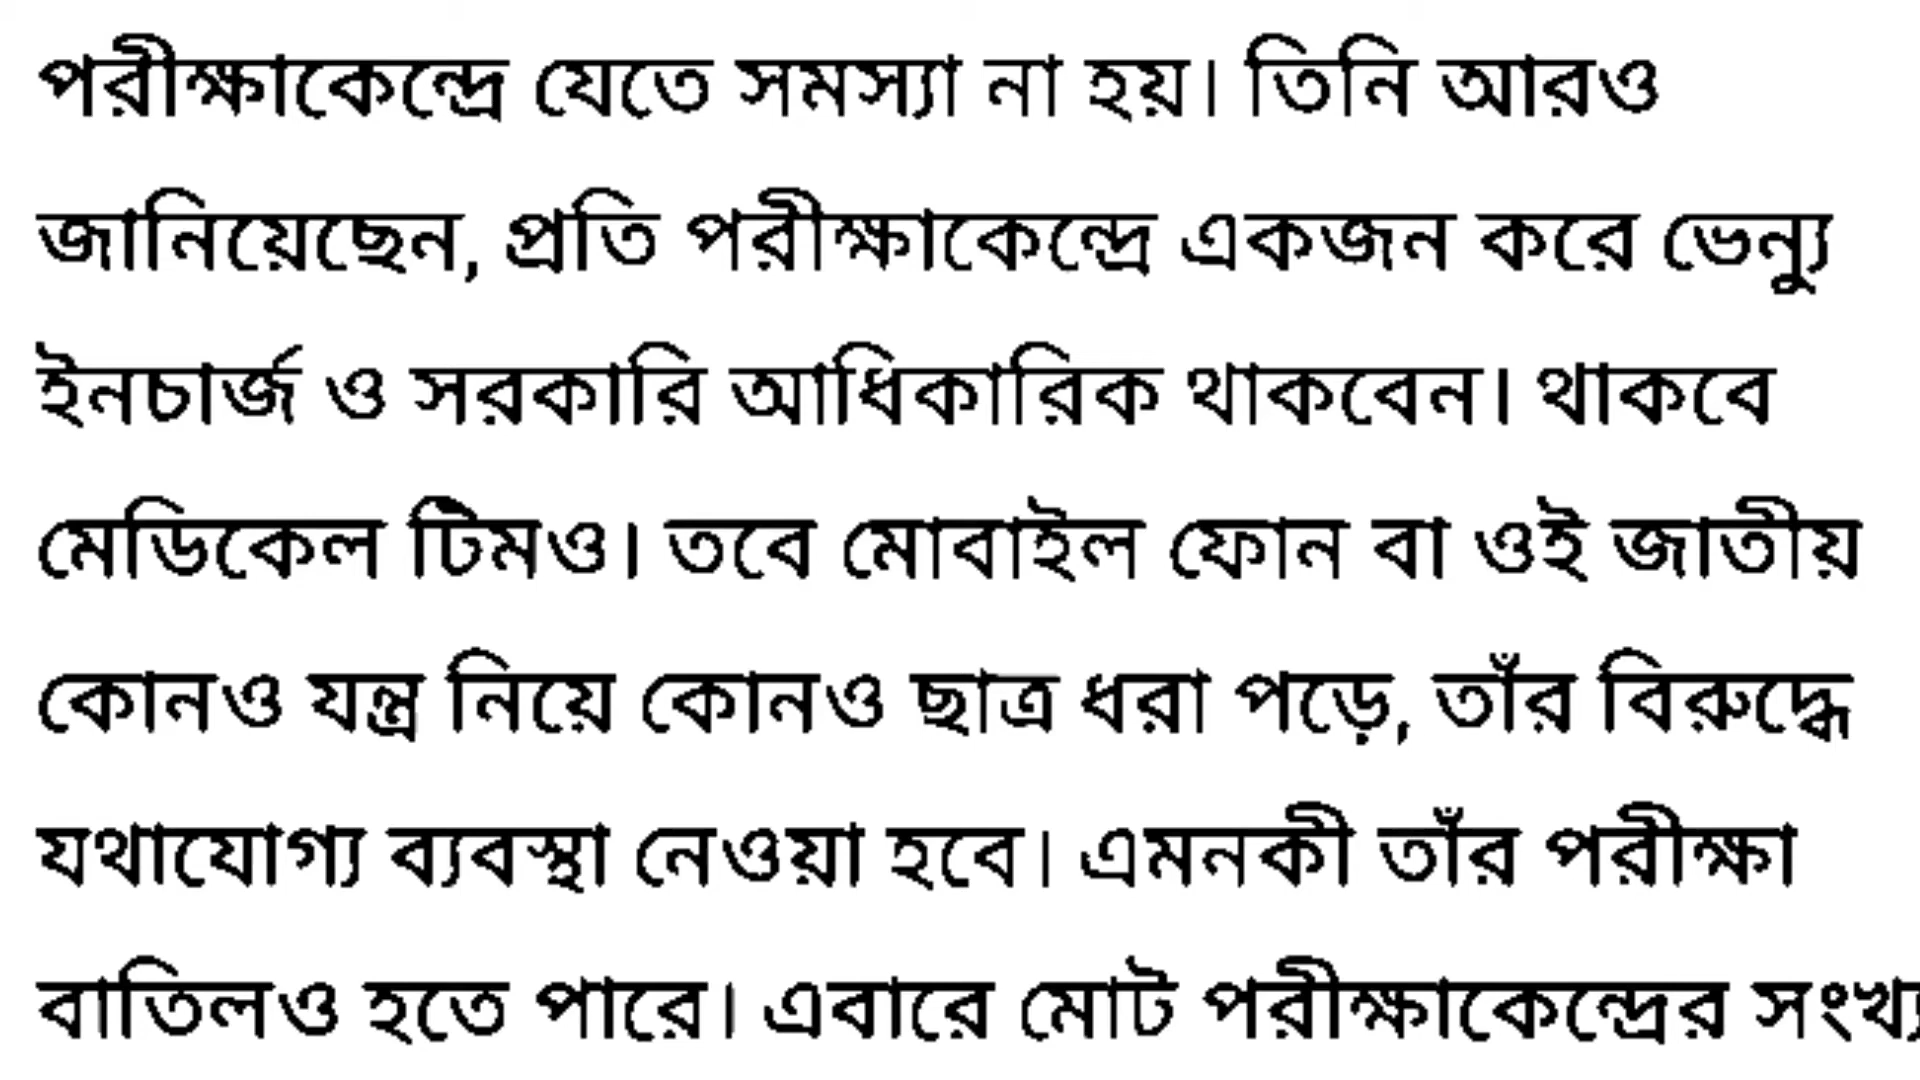 পরীক্ষাকেন্দ্রে যেতে সমস্যা না হয়। তিনি আরও
জানিয়েছেন, প্রতি পরীক্ষাকেন্দ্রে একজন করে ভেন্যু
ইনচার্জ ও সরকারি আধিকারিক থাকবেন। থাকবে
মেডিকেল টিমও। তবে মোবাইল ফোন বা ওই জাতীয়
কোনও যন্ত্র নিয়ে কোনও ছাত্র ধরা পড়ে, তাঁর বিরুদ্ধে
যথাযোগ্য ব্যবস্থা নেওয়া হবে। এমনকী তাঁর পরীক্ষা
বাতিলও হতে পারে। এবারে মোট পরীক্ষাকেন্দ্রের